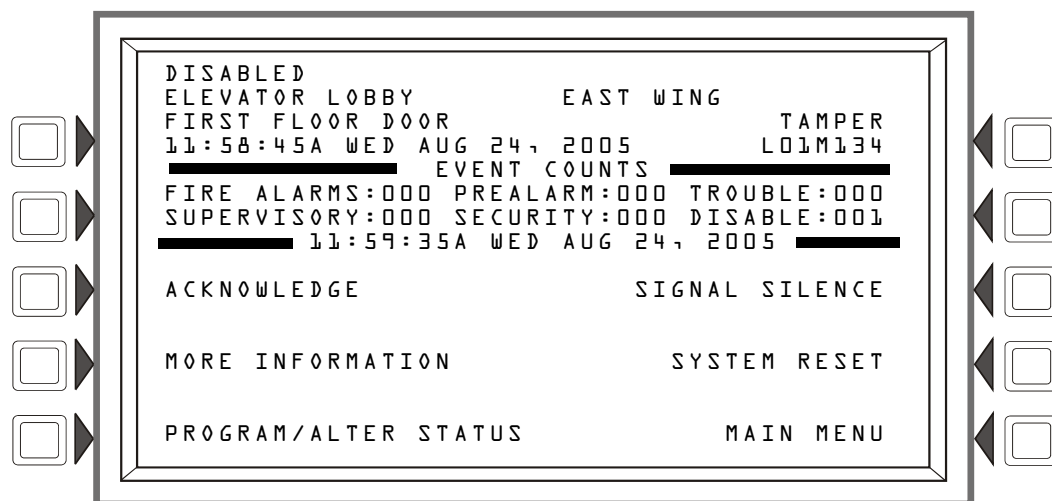 DISABLED
ELEVATOR LOBBY EAST WING
FIRST FLOOR DOOR TAMPER
11:58:45A WED AUG 24, 2005 L01M134
EVENT COUNTS
FIRE ALARMS:000 PREALARM:000 TROUBLE:000
SUPERVISORY:000 SECURITY:000 DISABLE:001
11:59:35A WED AUG 24, 2005
ACKNOWLEDGE SIGNAL SILENCE
MORE INFORMATION SYSTEM RESET
PROGRAM/ALTER STATUS MAIN MENU